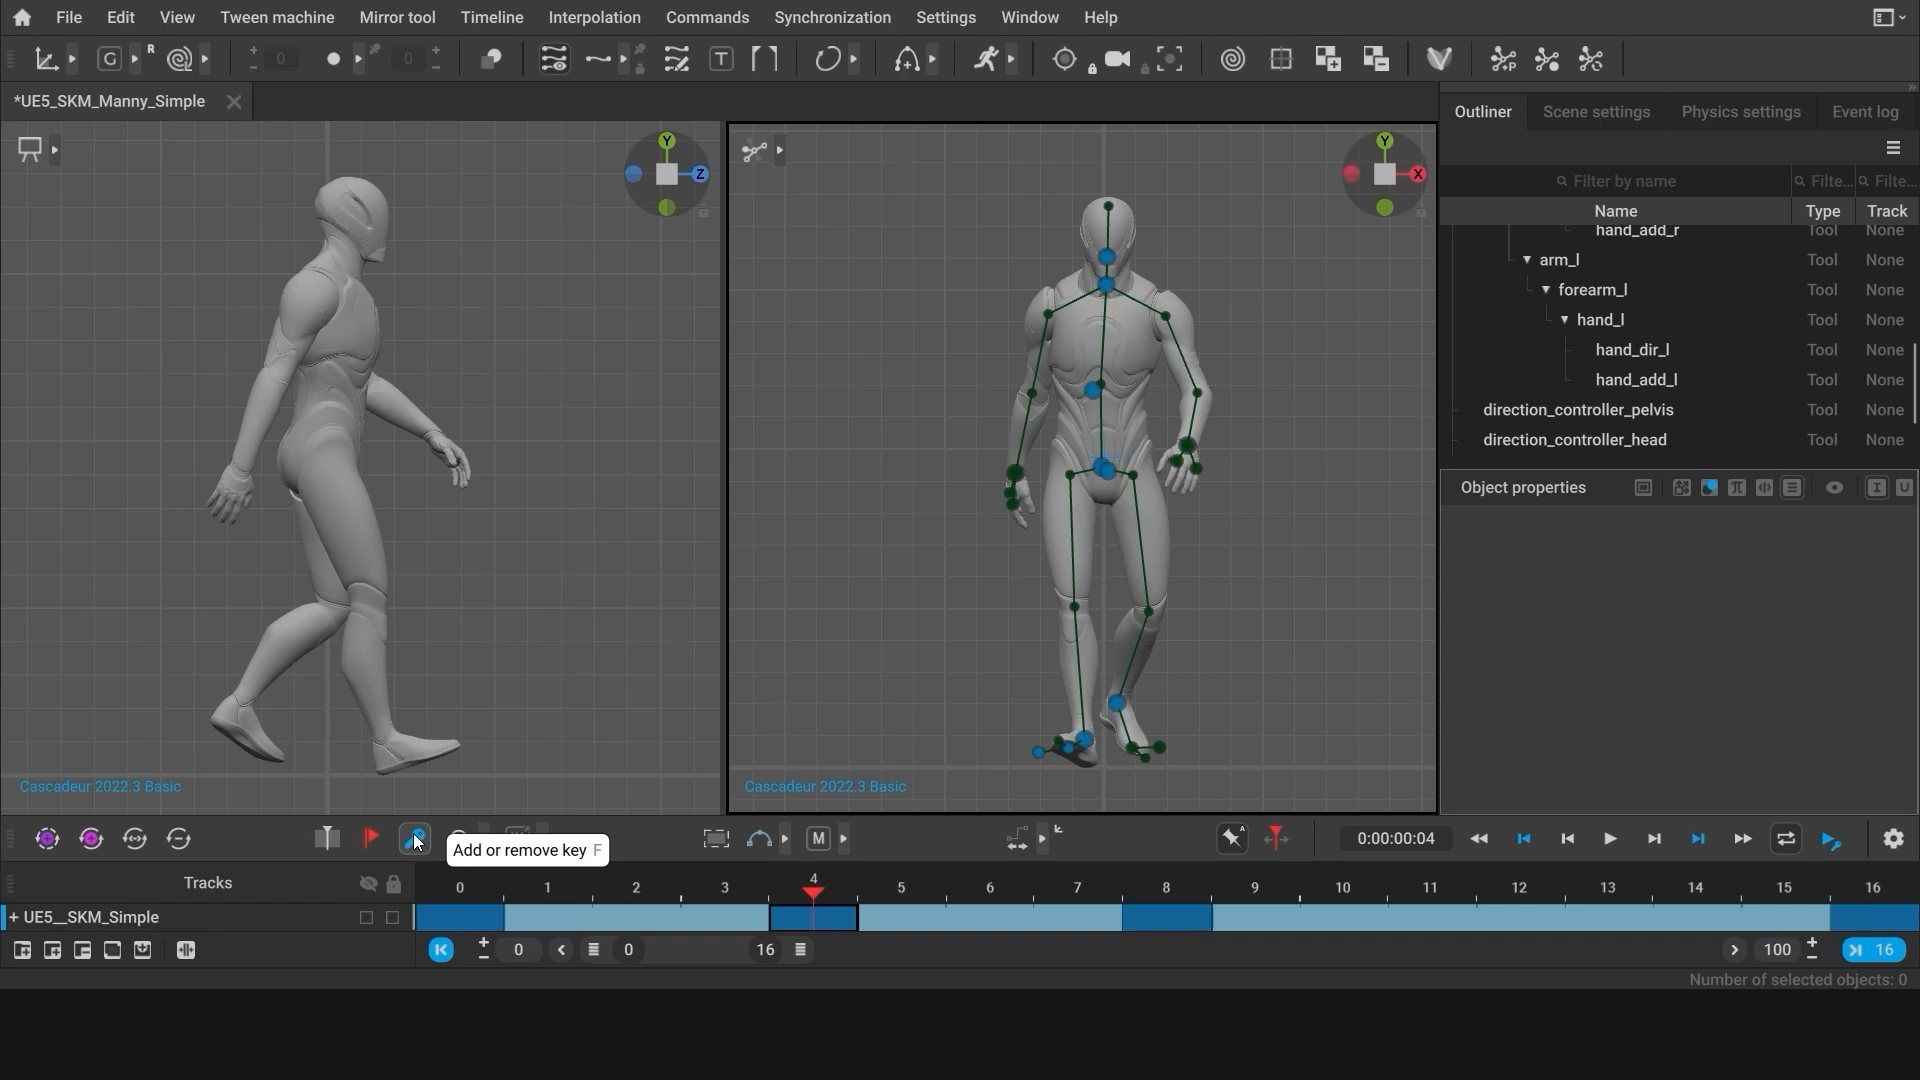 File Edit View Tween machine Mirror tool Timeline Interpolation Commands Synchronization Settings Window Help
G R 0 0 T
*UE5_SKM_Manny_Simple
Outliner Scene settings Physics settings Event log
Y Z
Y X
Filter by name Filte... Filte...
Name Type Track
hand_add_r Tool None
arm_l Tool None
forearm_l Tool None
hand_l Tool None
hand_dir_l Tool None
hand_add_l Tool None
direction_controller_pelvis Tool None
direction_controller_head Tool None
Object properties
Cascadeur 2022.3 Basic
Cascadeur 2022.3 Basic
M 0:00:00:04
Add or remove key F
Tracks 0 1 2 3 4 5 6 7 8 9 10 11 12 13 14 15 16
+ UE5__SKM_Simple
0 0 16 100 16
Number of selected objects: 0